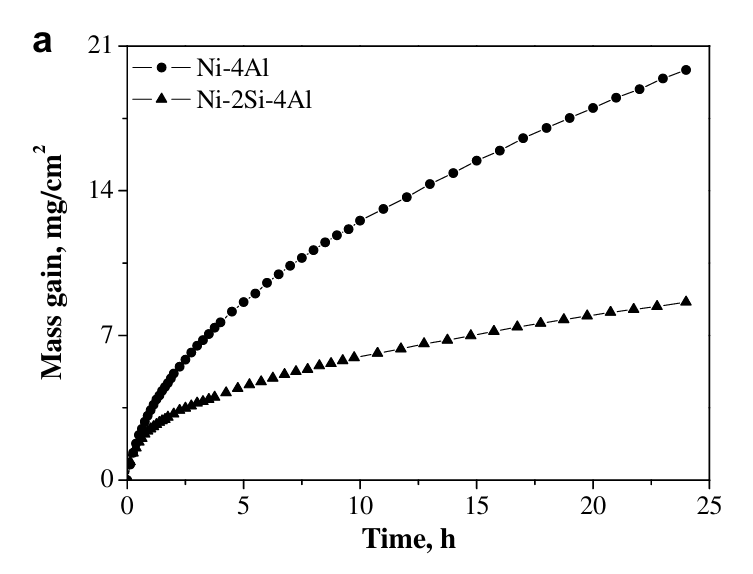 a
21
14
7
0
Mass gain, mg/cm²
Ni-4Al
Ni-2Si-4Al
0 5 10 15 20 25
Time, h